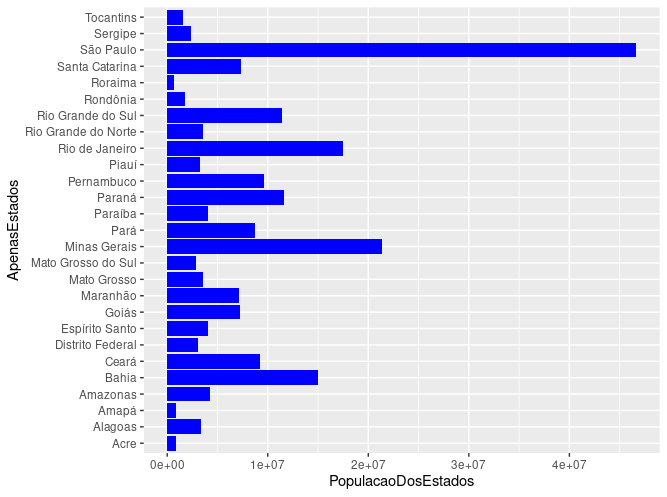 Tocantins
Sergipe
São Paulo
Santa Catarina
Roraima
Rondônia
Rio Grande do Sul
Rio Grande do Norte
Rio de Janeiro
Piauí
Pernambuco
Paraná
Paraíba
Pará
Minas Gerais
Mato Grosso do Sul
Mato Grosso
Maranhão
Goiás
Espírito Santo
Distrito Federal
Ceará
Bahia
Amazonas
Amapá
Alagoas
Acre
ApenasEstados
0e+00 1e+07 2e+07 3e+07 4e+07
PopulacaoDosEstados